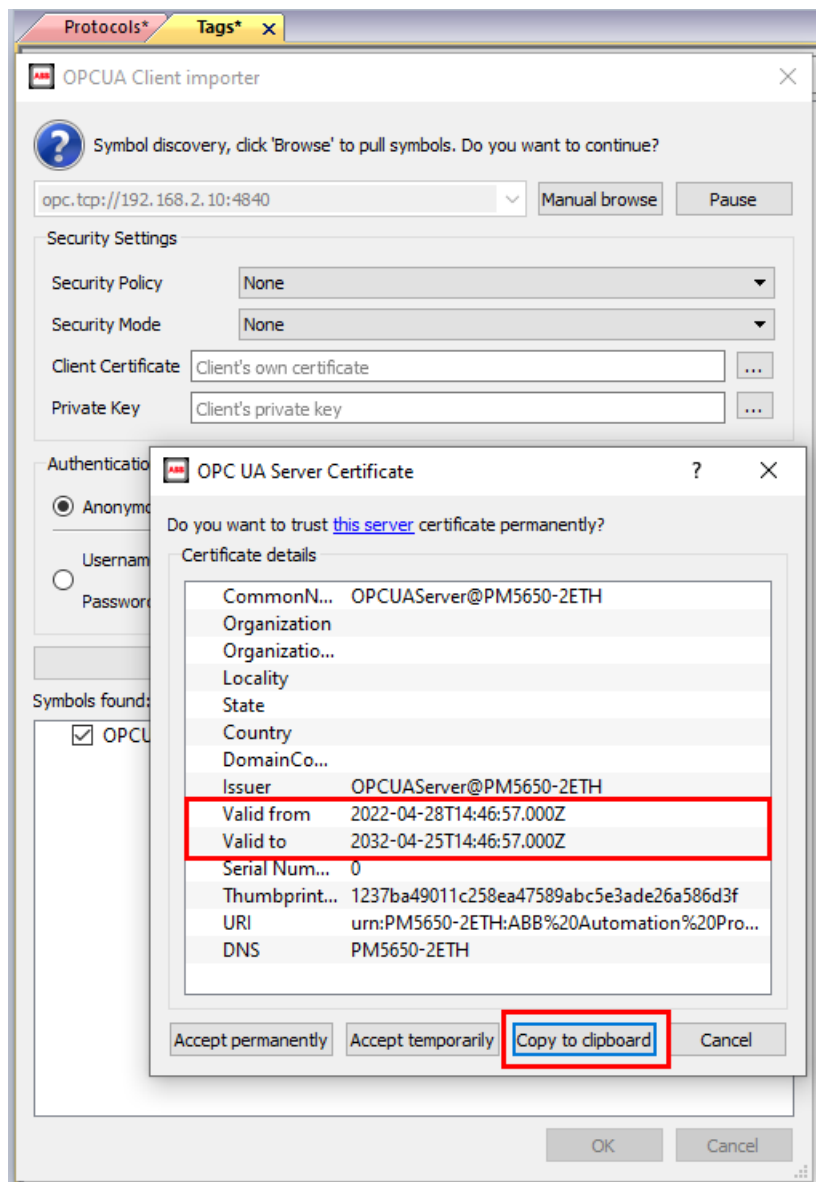 Protocols* Tags* x
ABB OPCUA Client importer
? Symbol discovery, click 'Browse' to pull symbols. Do you want to continue?
opc.tcp://192.168.2.10:4840 Manual browse Pause
Security Settings
Security Policy None
Security Mode None
Client Certificate Client's own certificate ...
Private Key Client's private key ...
Authenticatio
Anonymo
Usernam
Password
Symbols found:
OPCU
ABB OPC UA Server Certificate ?
Do you want to trust this server certificate permanently?
Certificate details
CommonN... OPCUAServer@PM5650-2ETH
Organization
Organizatio...
Locality
State
Country
DomainCo...
Issuer OPCUAServer@PM5650-2ETH
Valid from 2022-04-28T14:46:57.000Z
Valid to 2032-04-25T14:46:57.000Z
Serial Num... 0
Thumbprint... 1237ba49011c258ea47589abc5e3ade26a586d3f
URI urn:PM5650-2ETH:ABB%20Automation%20Pro...
DNS PM5650-2ETH
Accept permanently Accept temporarily Copy to clipboard Cancel
OK Cancel